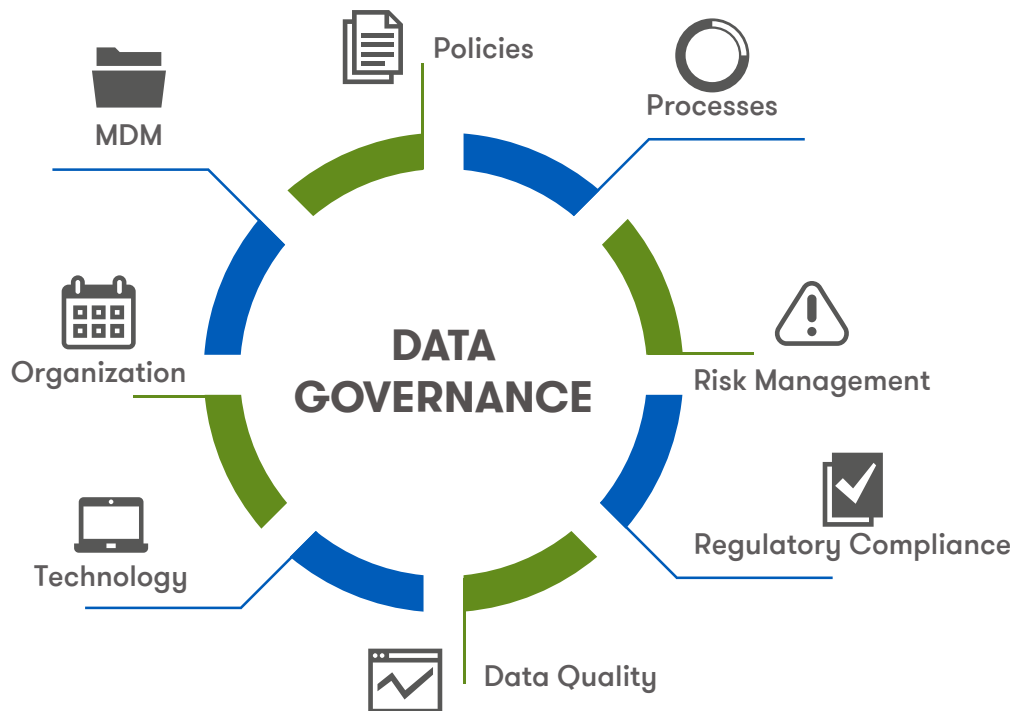 Policies
Processes
MDM
Organization
DATA
GOVERNANCE
Risk Management
Technology
Regulatory Compliance
Data Quality